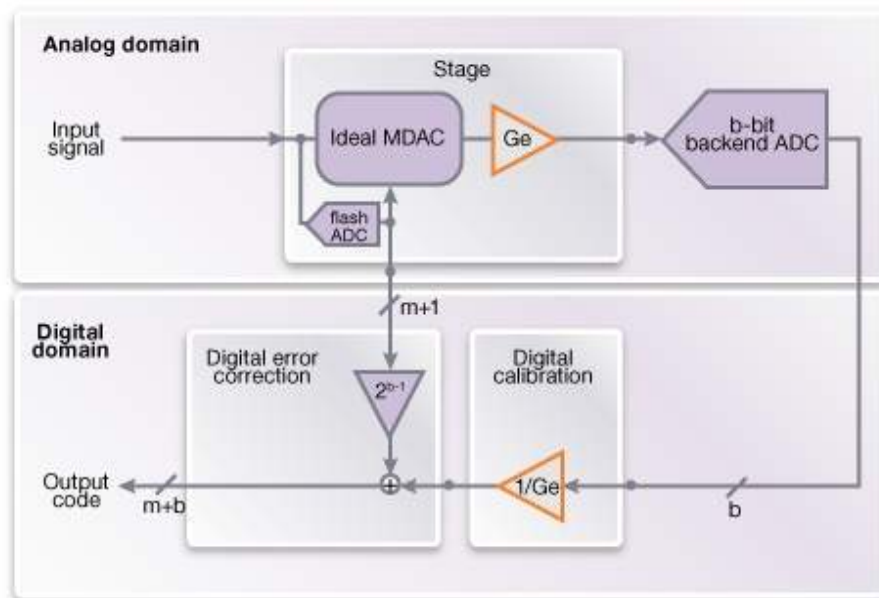 Analog domain
Stage
Input
signal
Ideal MDAC
Ge
b-bit
backend ADC
flash
ADC
m+1
Digital
domain
Digital error
correction
Digital
calibration
2ᵇ⁻¹
Output
code
m+b
1/Ge
b